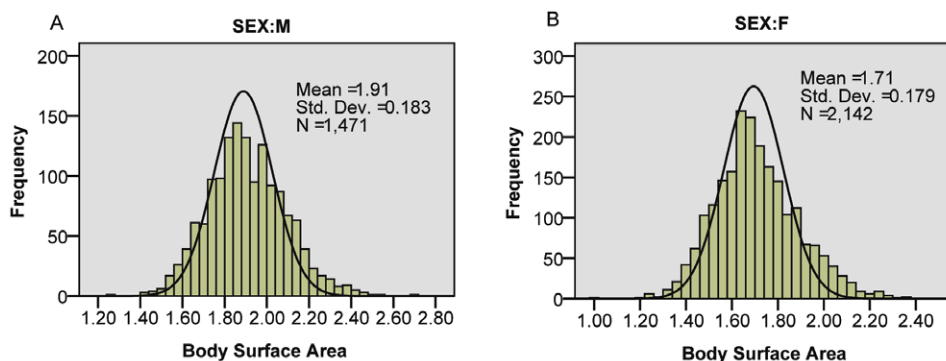 A
SEX:M
200
150
100
50
0
Frequency
Mean =1.91
Std. Dev. =0.183
N =1,471
1.20 1.40 1.60 1.80 2.00 2.20 2.40 2.60 2.80
Body Surface Area
B
SEX:F
300
250
200
150
100
50
0
Frequency
Mean =1.71
Std. Dev. =0.179
N =2,142
1.00 1.20 1.40 1.60 1.80 2.00 2.20 2.40
Body Surface Area